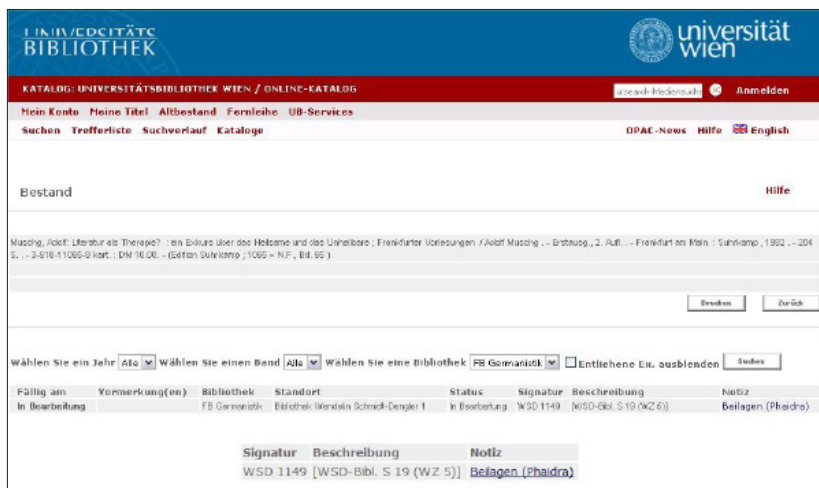 UNIVERSITÄTS
BIBLIOTHEK
universität
wien
KATALOG: UNIVERSITÄTSBIBLIOTHEK WIEN / ONLINE-KATALOG
u:search-Mediensuche
Anmelden
Mein Konto Meine Titel Altbestand Fernleihe UB-Services
Suchen Trefferliste Suchverlauf Kataloge
OPAC-News Hilfe English
Bestand
Hilfe
Muschg, Adolf: Literatur als Therapie? : ein Exkurs über das Heilsame und das Unheilbare ; Frankfurter Vorlesungen / Adolf Muschg . - Erstausg., 2. Aufl. . - Frankfurt am Main : Suhrkamp , 1982 . - 204
S. . - 3-518-11065-9 kart. : DM 10.00. - (Edition Suhrkamp ; 1065 = N.F., Bd. 65 )
Drucken Zurück
Wählen Sie ein Jahr Alle Wählen Sie einen Band Alle Wählen Sie eine Bibliothek FB Germanistik Entliehene Ex. ausblenden Suchen
Fällig am Vormerkung(en) Bibliothek Standort Status Signatur Beschreibung Notiz
In Bearbeitung FB Germanistik Bibliothek Wendelin Schmidt-Dengler 1 In Bearbeitung WSD 1149 [WSD-Bibl. S 19 (WZ 5)] Beilagen (Phaidra)
Signatur Beschreibung Notiz
WSD 1149 [WSD-Bibl. S 19 (WZ 5)] Beilagen (Phaidra)